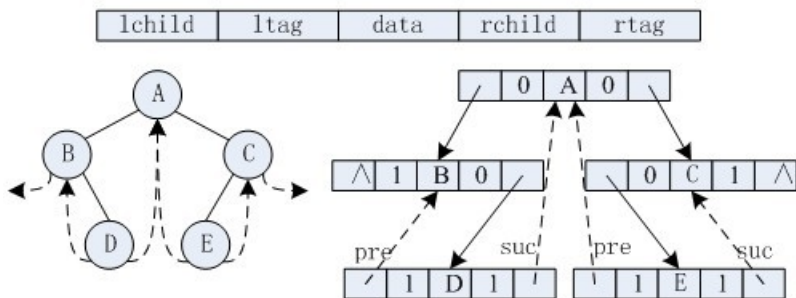 lchild ltag data rchild rtag
A
0 A 0
B C
∧ 1 B 0
0 C 1 ∧
D E
pre suc pre suc
1 D 1
1 E 1